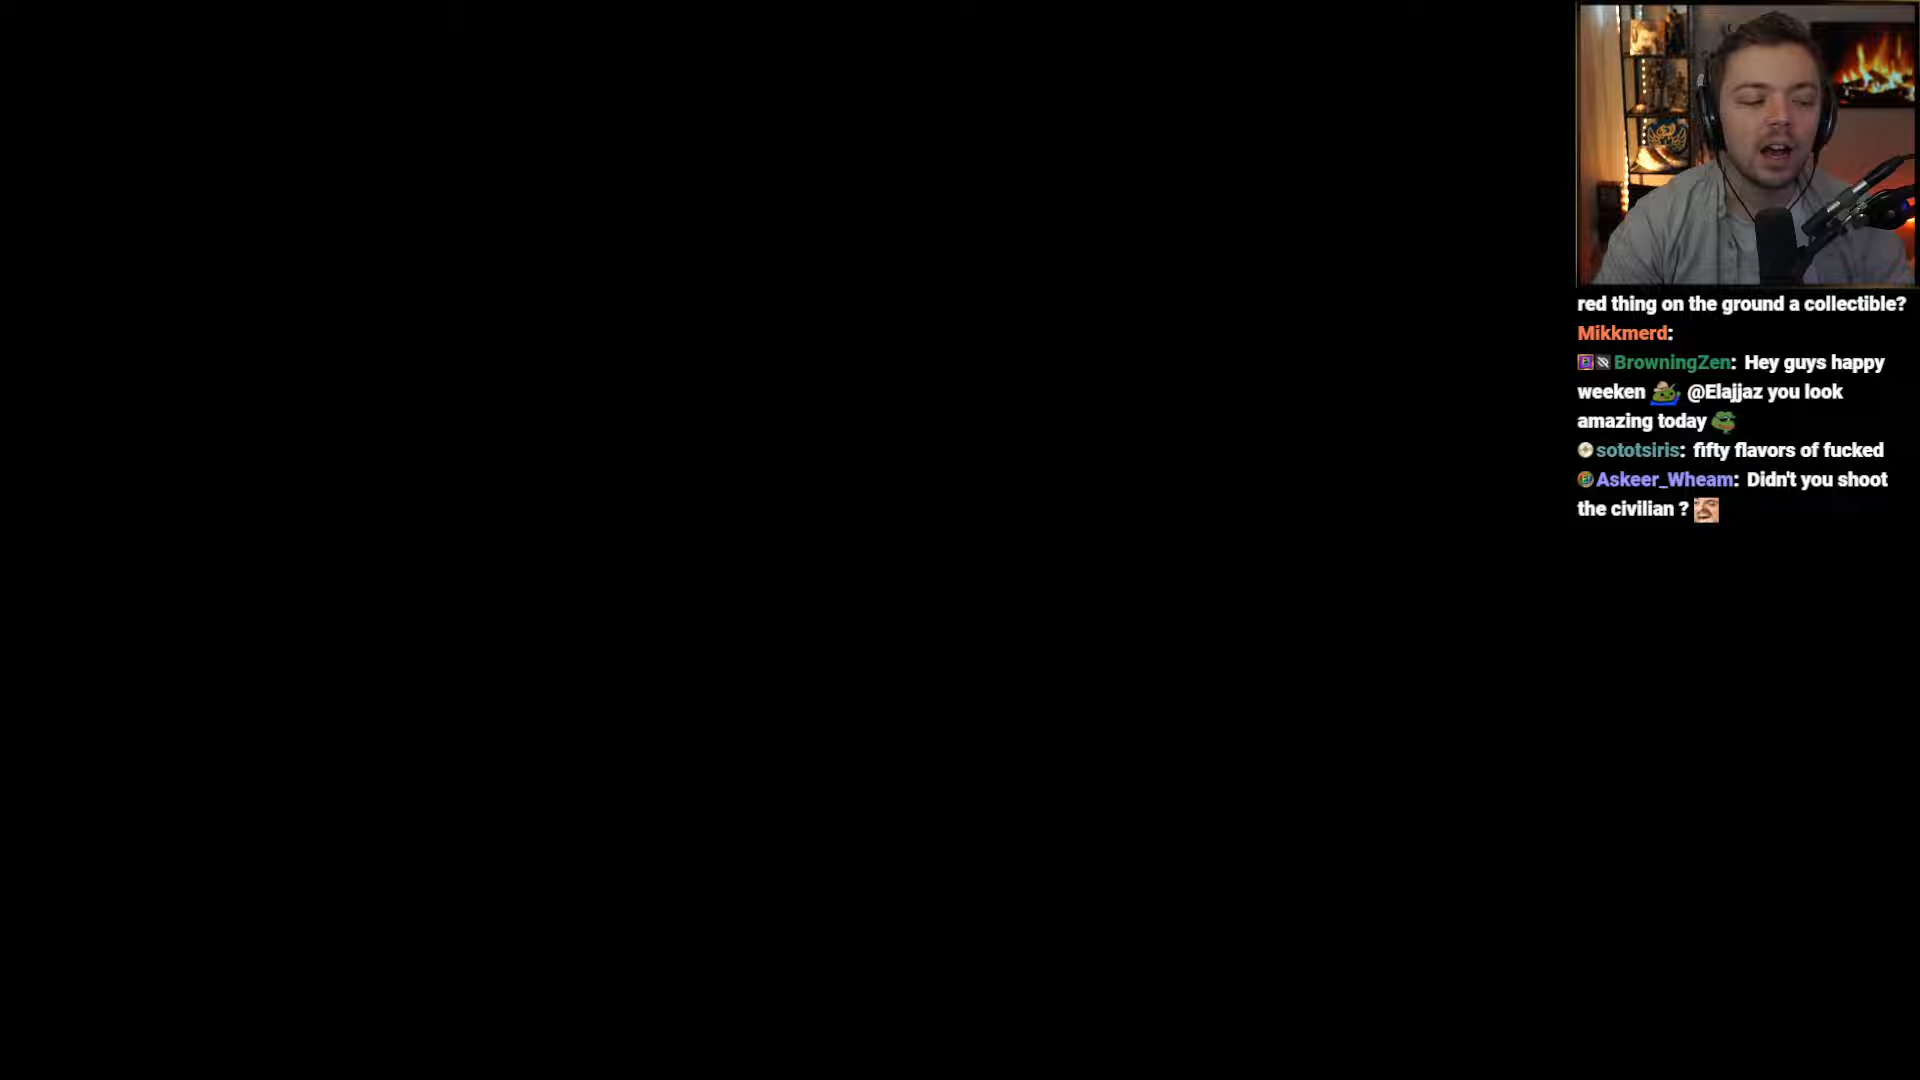 red thing on the ground a collectible?
Mikkmerd:
BrowningZen: Hey guys happy
weeken @Elajjaz you look
amazing today
sototsiris: fifty flavors of fucked
Askeer_Wheam: Didn't you shoot
the civilian ?